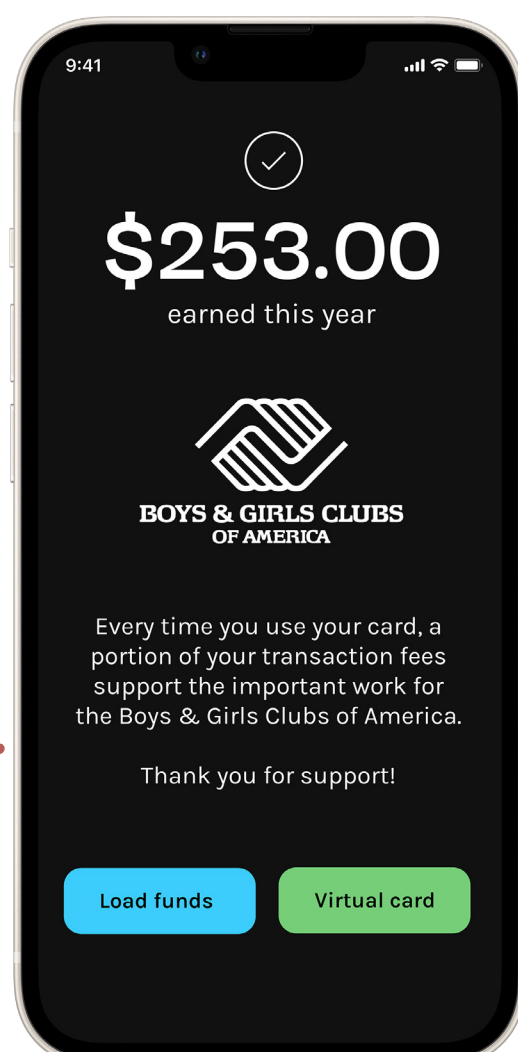 9:41
$253.00
earned this year
BOYS & GIRLS CLUBS
OF AMERICA
Every time you use your card, a
portion of your transaction fees
support the important work for
the Boys & Girls Clubs of America.
Thank you for support!
Load funds
Virtual card